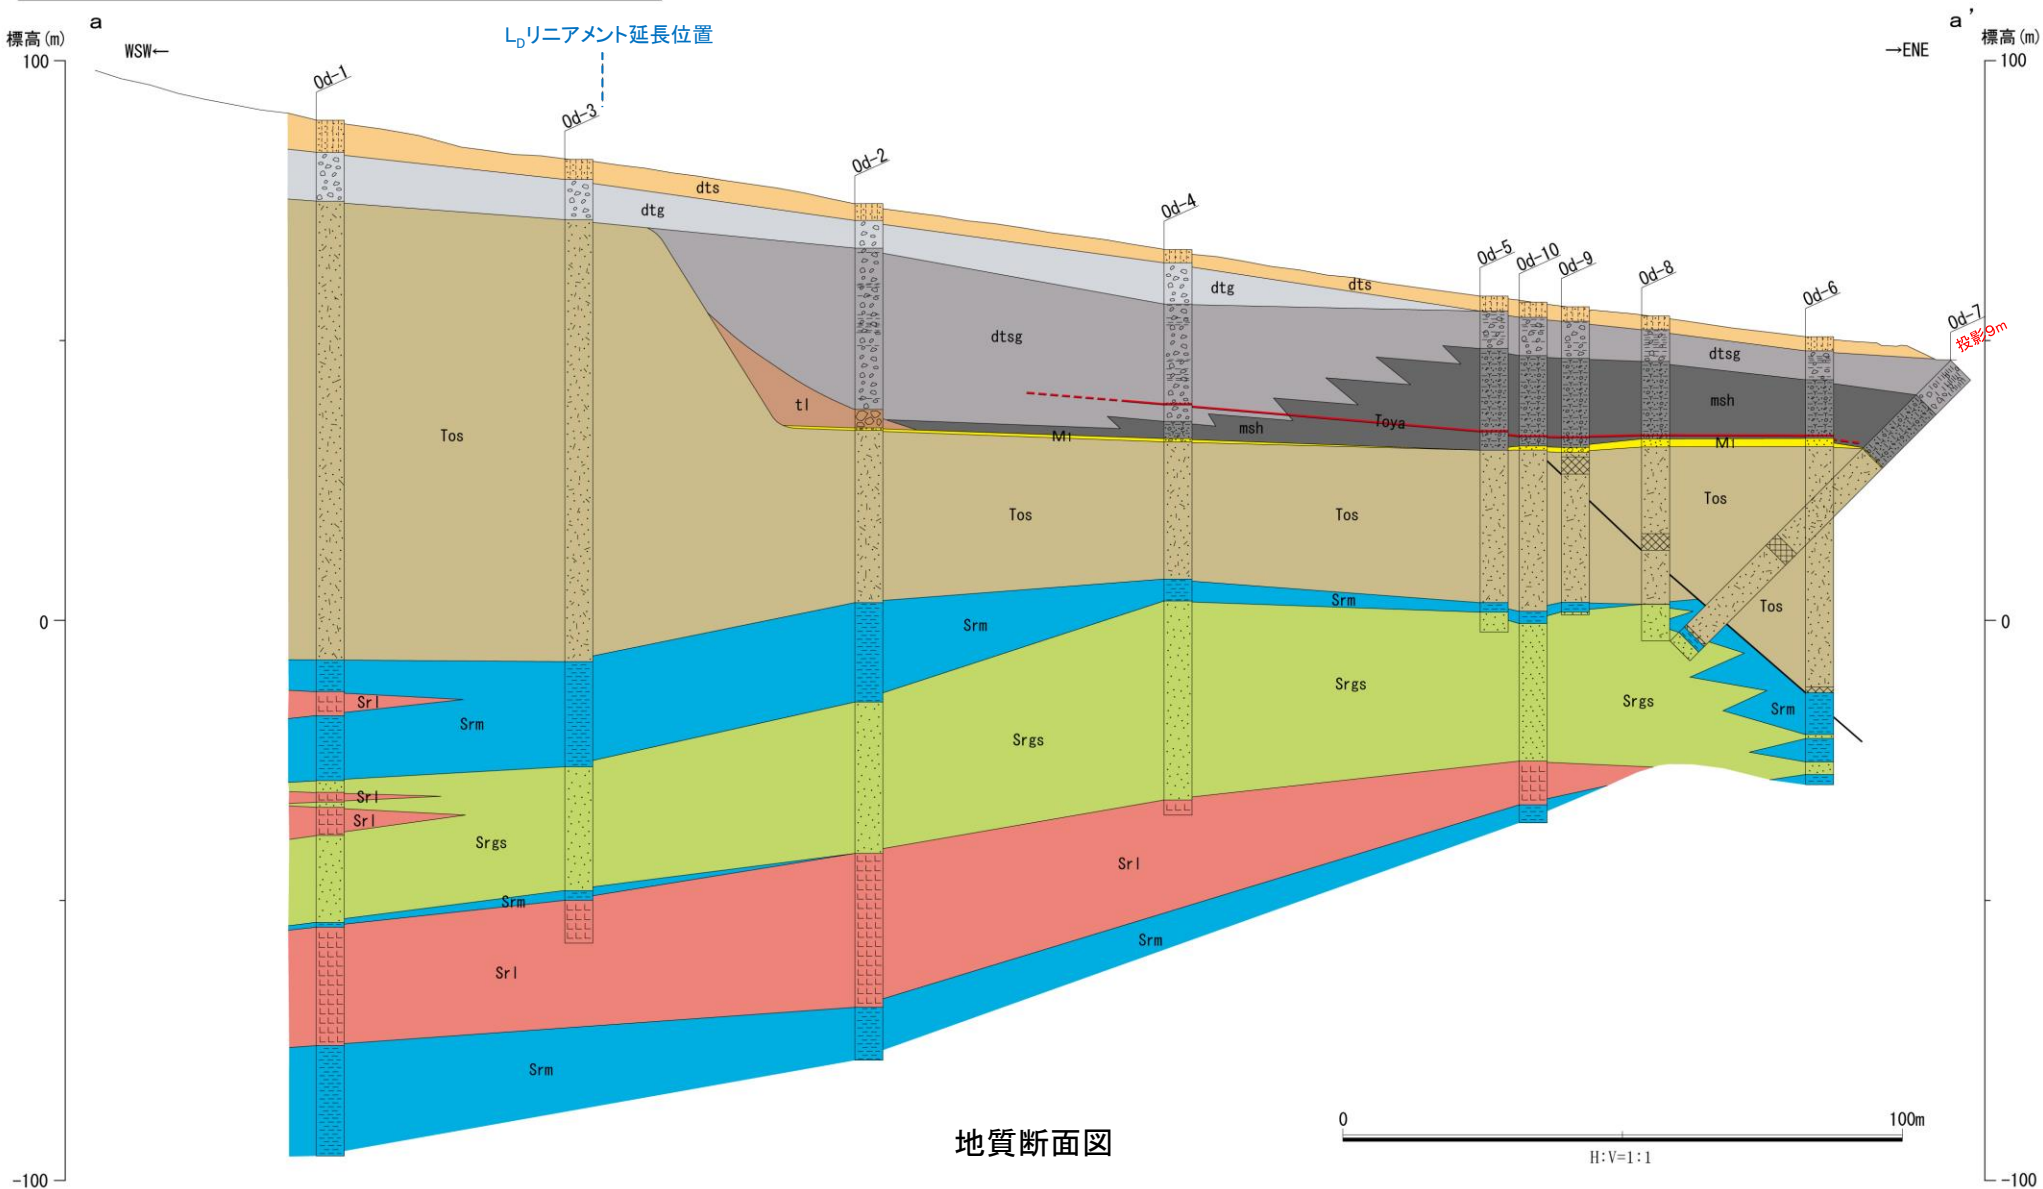 a
a’
標高(m)
標高(m)
WSW←
LDリニアメント延長位置
→ENE
100
100
Od-1
Od-3
Od-2
Od-4
Od-5
Od-10
Od-9
Od-8
Od-6
Od-7
投影9m
dts
dtg
dtg
dts
dtsg
dtsg
msh
tl
Toya
msh
Tos
M1
M1
Tos
Tos
Tos
Tos
0
0
Srm
Srm
Srl
Srm
Srgs
Srgs
Srm
Srgs
Srl
Srl
Srgs
Srl
Srm
Srm
Srl
Srm
地質断面図
0
100m
H:V=1:1
-100
-100